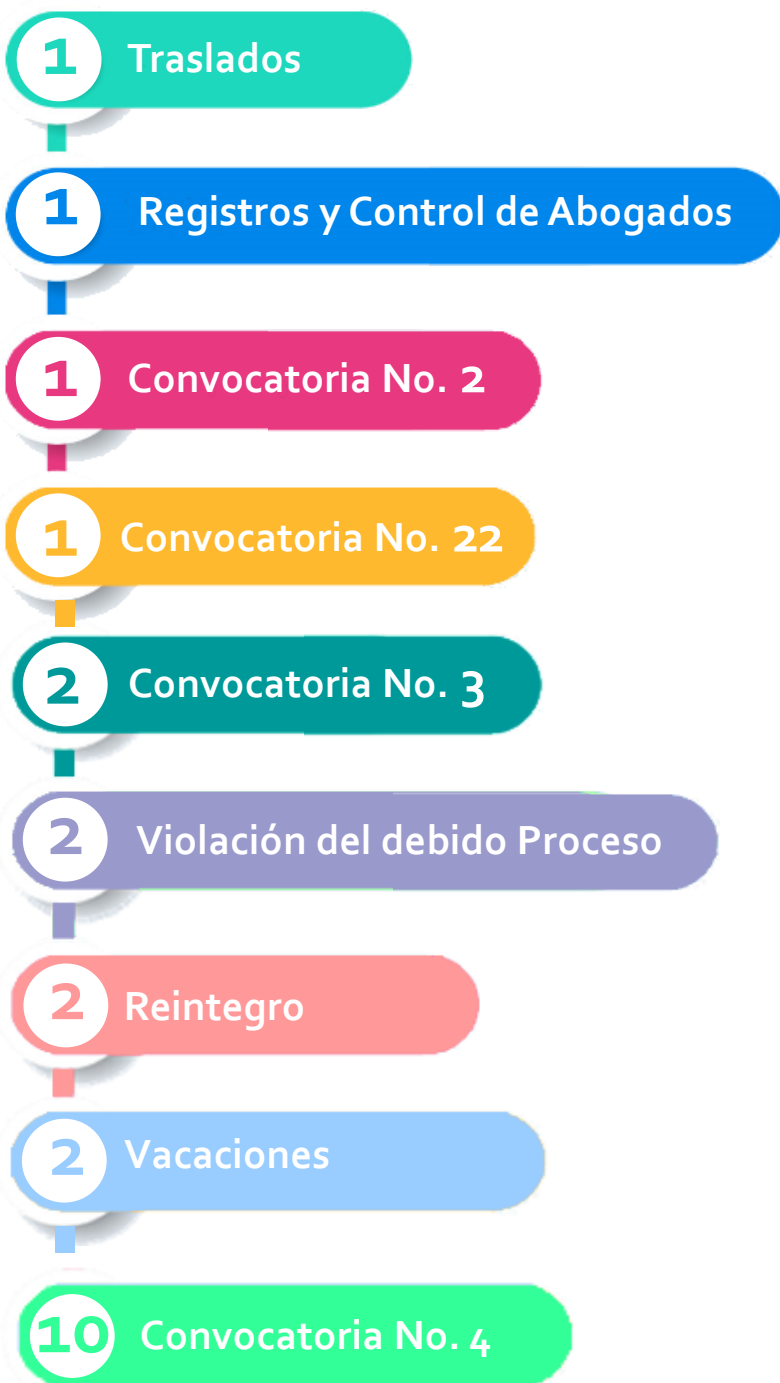 1 Traslados
1 Registros y Control de Abogados
1 Convocatoria No. 2
1 Convocatoria No. 22
2 Convocatoria No. 3
2 Violación del debido Proceso
2 Reintegro
2 Vacaciones
10 Convocatoria No. 4